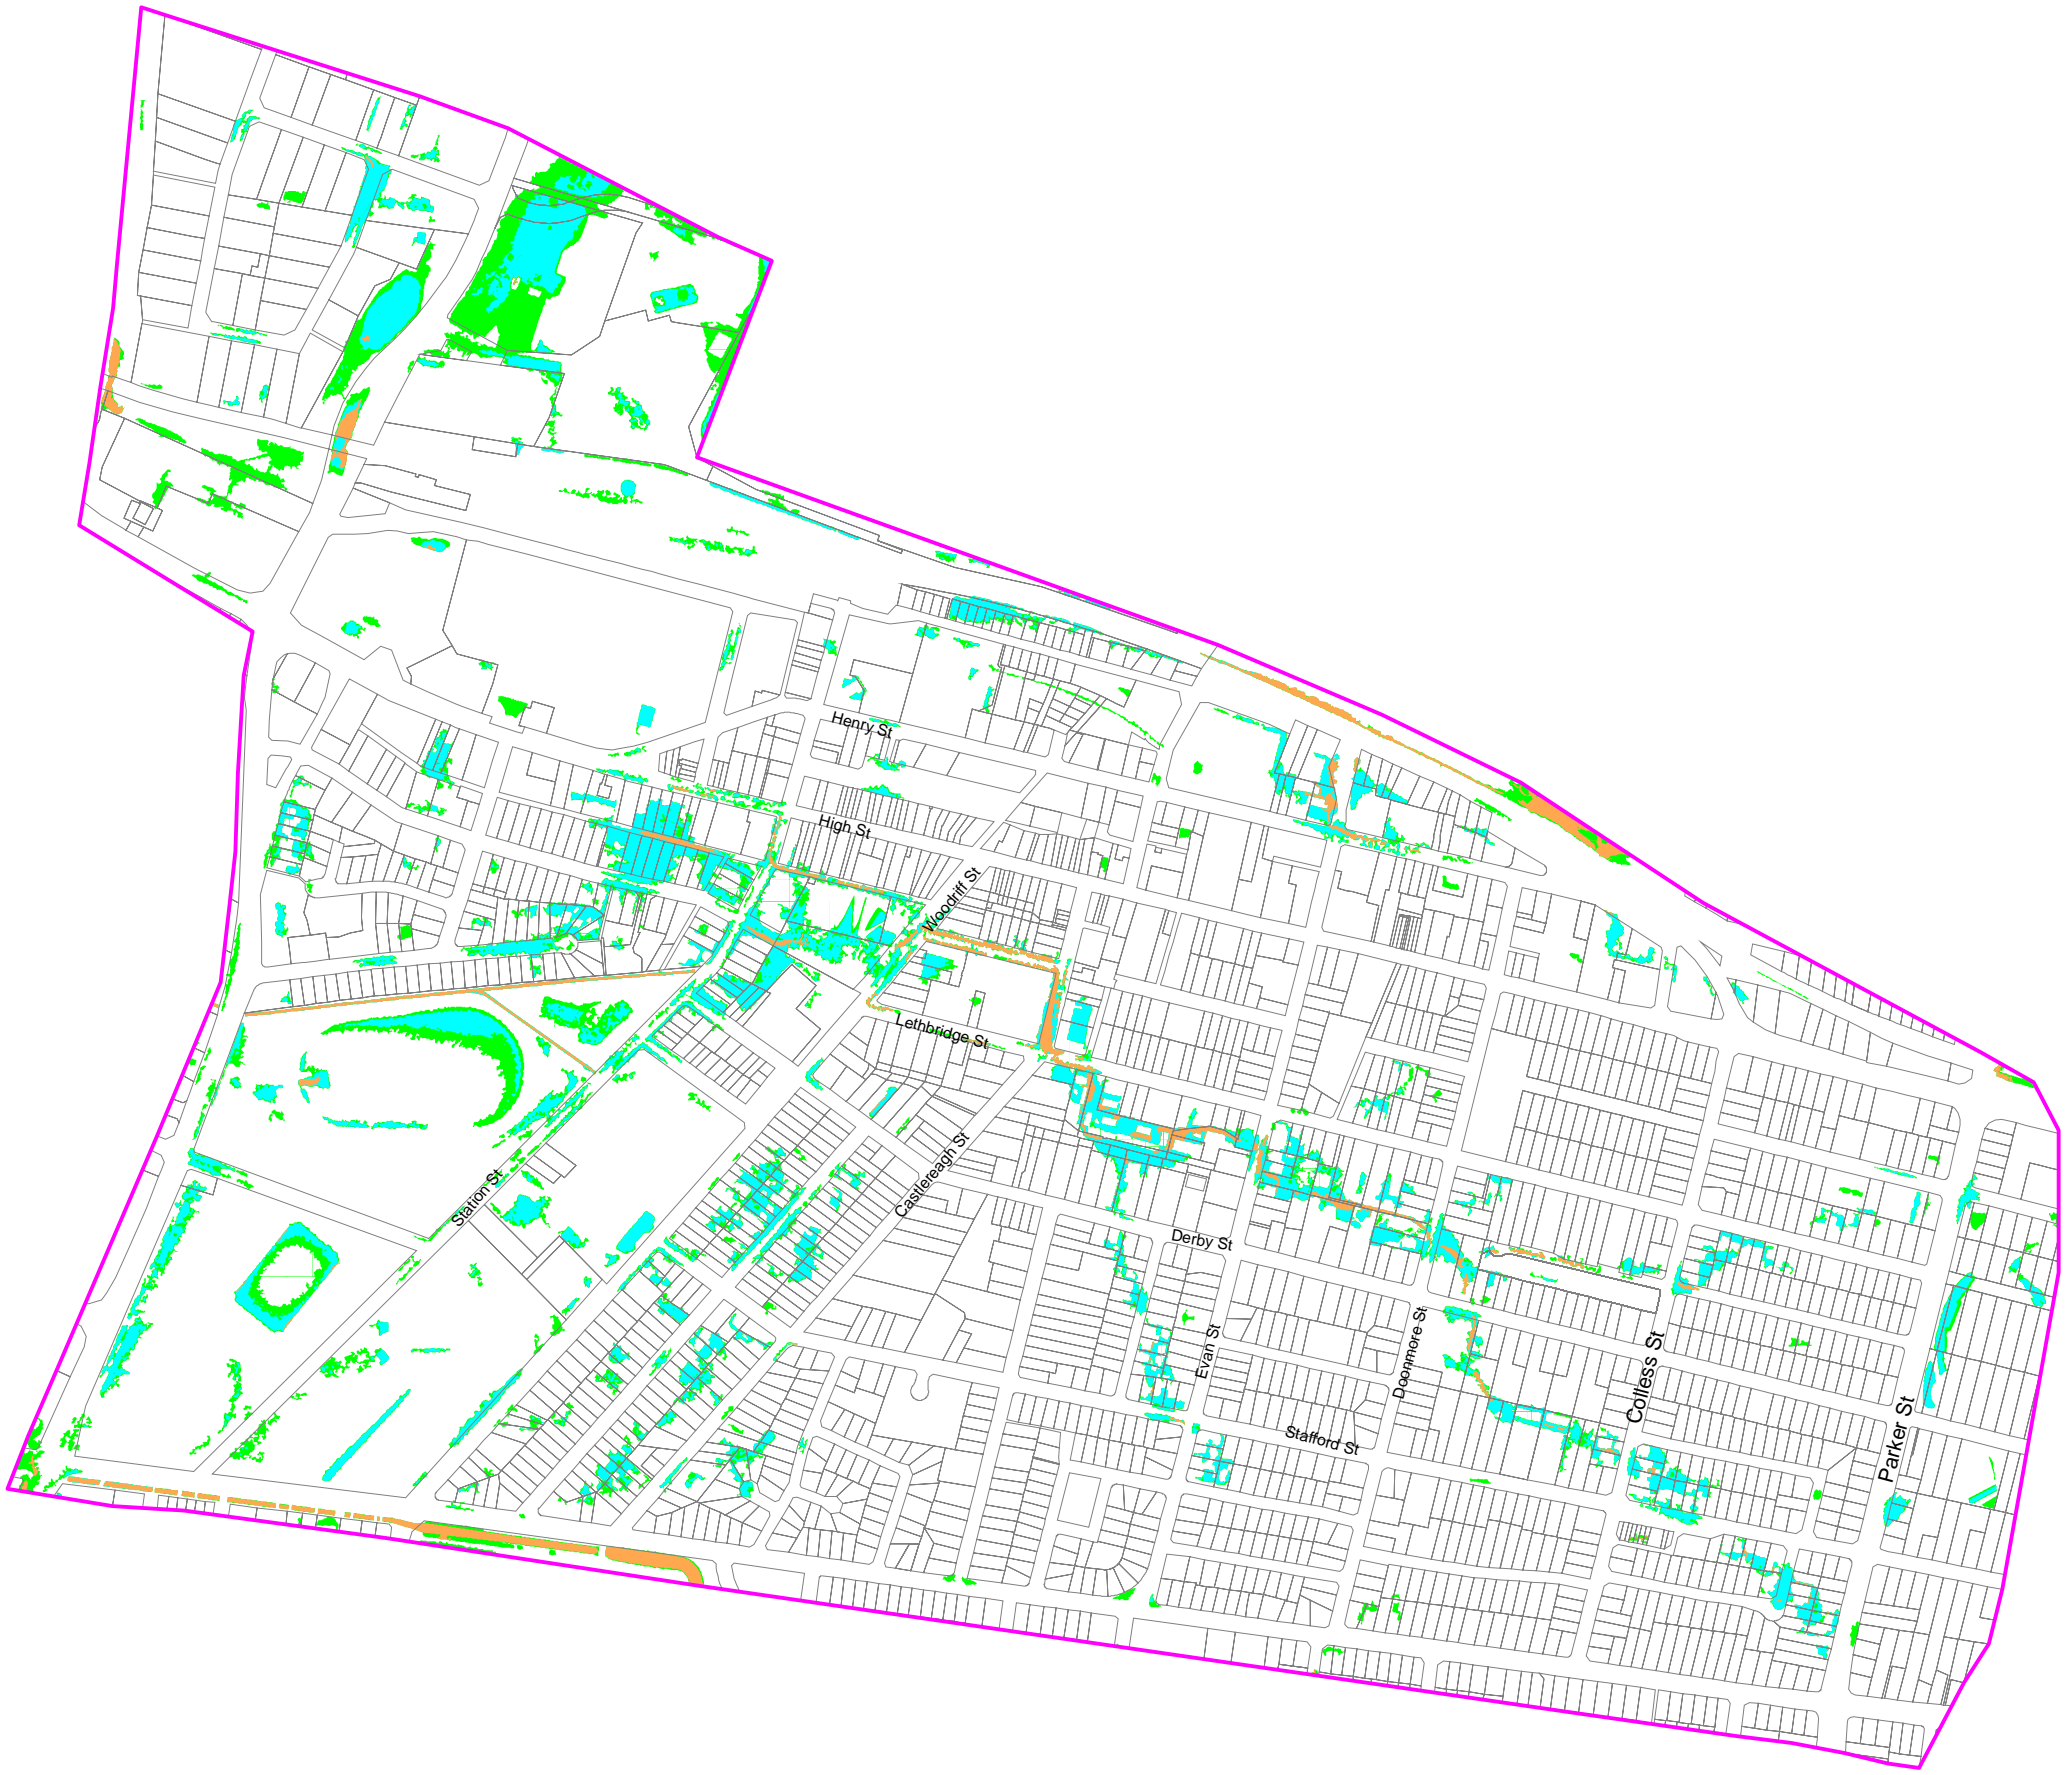 Henry St
High St
Woodriff St
Lethbridge St
Castlereagh St
Station St
Derby St
Evan St
Doonmore St
Colless St
Parker St
Stafford St